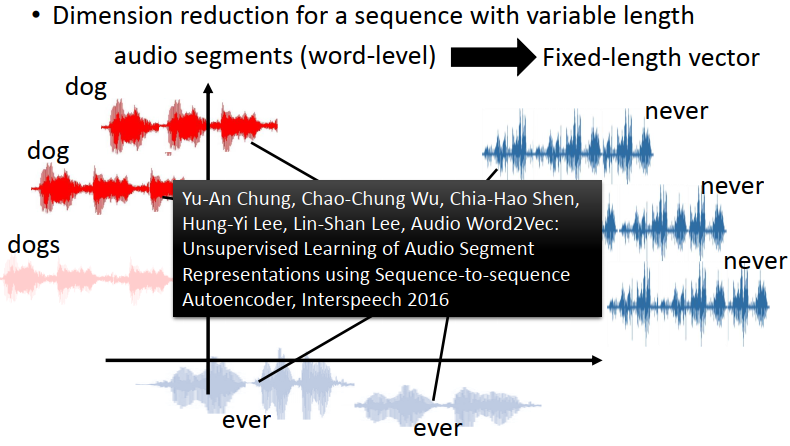 • Dimension reduction for a sequence with variable length
audio segments (word-level)
Fixed-length vector
dog
never
dog
never
Yu-An Chung, Chao-Chung Wu, Chia-Hao Shen,
Hung-Yi Lee, Lin-Shan Lee, Audio Word2Vec:
Unsupervised Learning of Audio Segment
Representations using Sequence-to-sequence
Autoencoder, Interspeech 2016
dogs
never
ever
ever